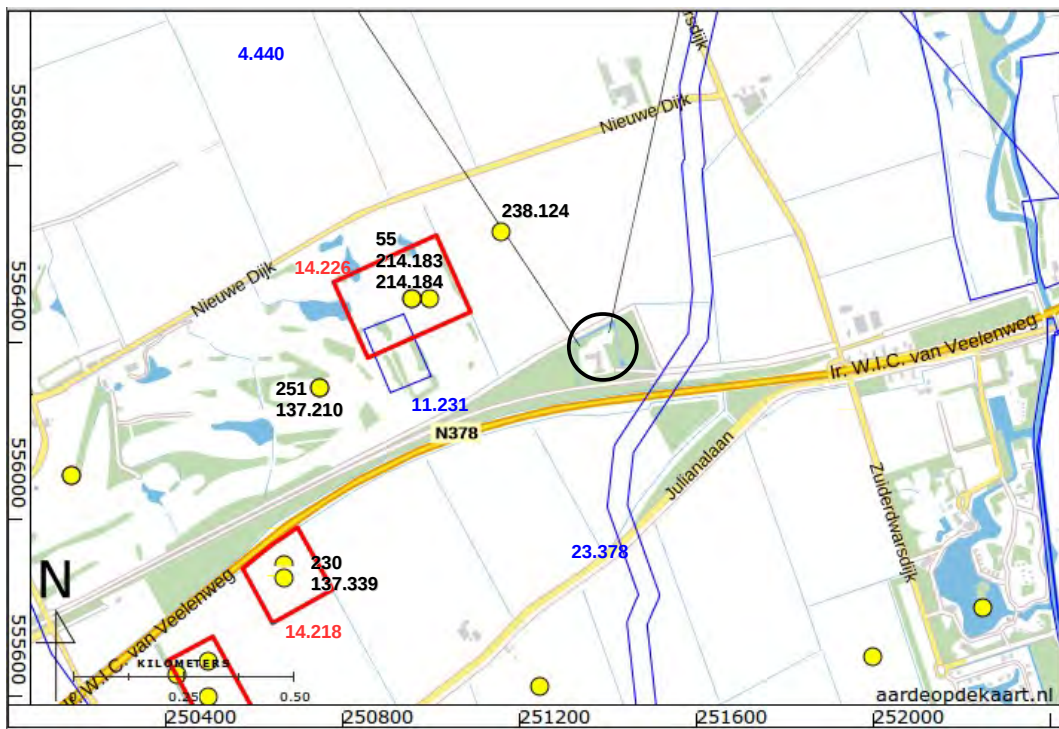 4.440
arsdijk
Nieuwe Dijk
238.124
55
214.183
214.184
14.226
Nieuwe Dijk
251
137.210
11.231
N378
Ir. W.I.C. van Veelenweg
Julianalaan
Zuiderdwarsdijk
23.378
230
137.339
14.218
Ir. W.I.C. van Veelenweg
N
KILOMETERS
0 0.25 0.50
aardeopdekaart.nl
556800
556400
556000
555600
250400 250800 251200 251600 252000